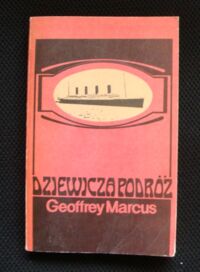 DZIEWICZA PODRÓŻ
Geoffrey Marcus